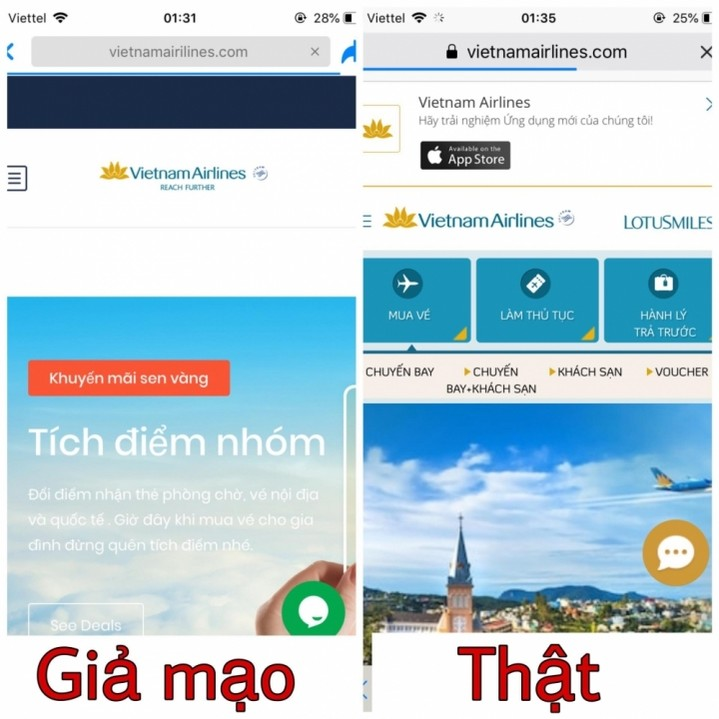 Viettel 01:31 28%
vietnamairilines.com
VietnamAirlines
REACH FURTHER
Khuyến mãi sen vàng
Tích điểm nhóm
Đổi điểm nhận thẻ phòng chờ, vé nội địa
và quốc tế . Giờ đây khi mua vé cho gia
đình đừng quên tích điểm nhé.
See Deals
Giả mạo
Viettel 01:35 25%
vietnamairlines.com
Vietnam Airlines
Hãy trải nghiệm Ứng dụng mới của chúng tôi!
Available on the
App Store
VietnamAirlines
LOTUSMILES
MUA VÉ
LÀM THỦ TỤC
HÀNH LÝ
TRẢ TRƯỚC
CHUYẾN BAY
CHUYẾN
BAY+KHÁCH SẠN
KHÁCH SẠN
VOUCHER
Thật